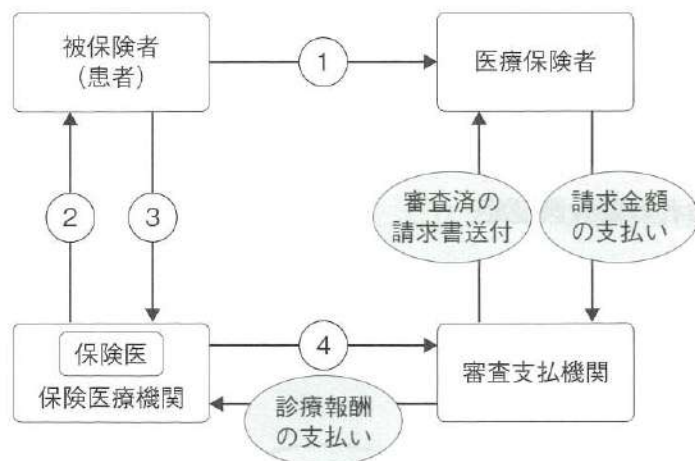 被保険者
(患者)
1
医療保険者
2
3
審査済の
請求書送付
請求金額
の支払い
保険医
保険医療機関
4
審査支払機関
診療報酬
の支払い